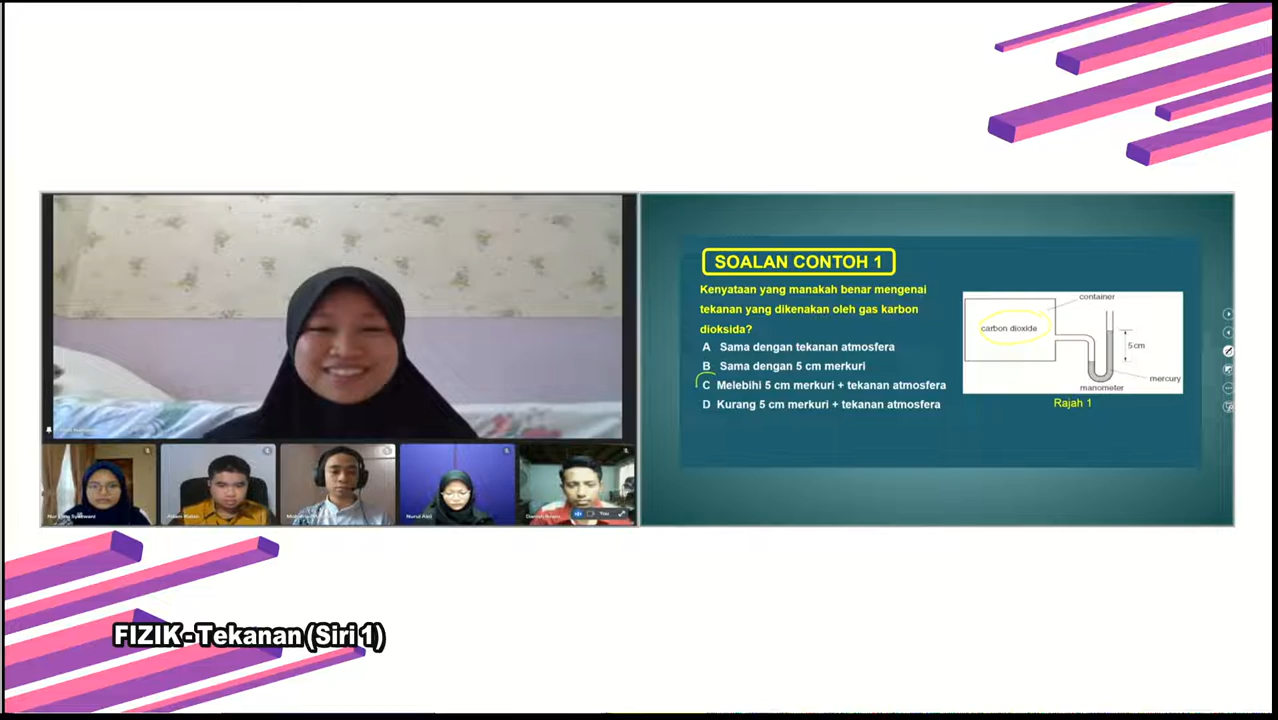 SOALAN CONTOH 1
Kenyataan yang manakah benar mengenai
tekanan yang dikenakan oleh gas karbon
dioksida?
A Sama dengan tekanan atmosfera
B Sama dengan 5 cm merkuri
C Melebihi 5 cm merkuri + tekanan atmosfera
D Kurang 5 cm merkuri + tekanan atmosfera
container
carbon dioxide
5 cm
mercury
manometer
Rajah 1
Nurul Aini
You
FIZIK - Tekanan (Siri 1)